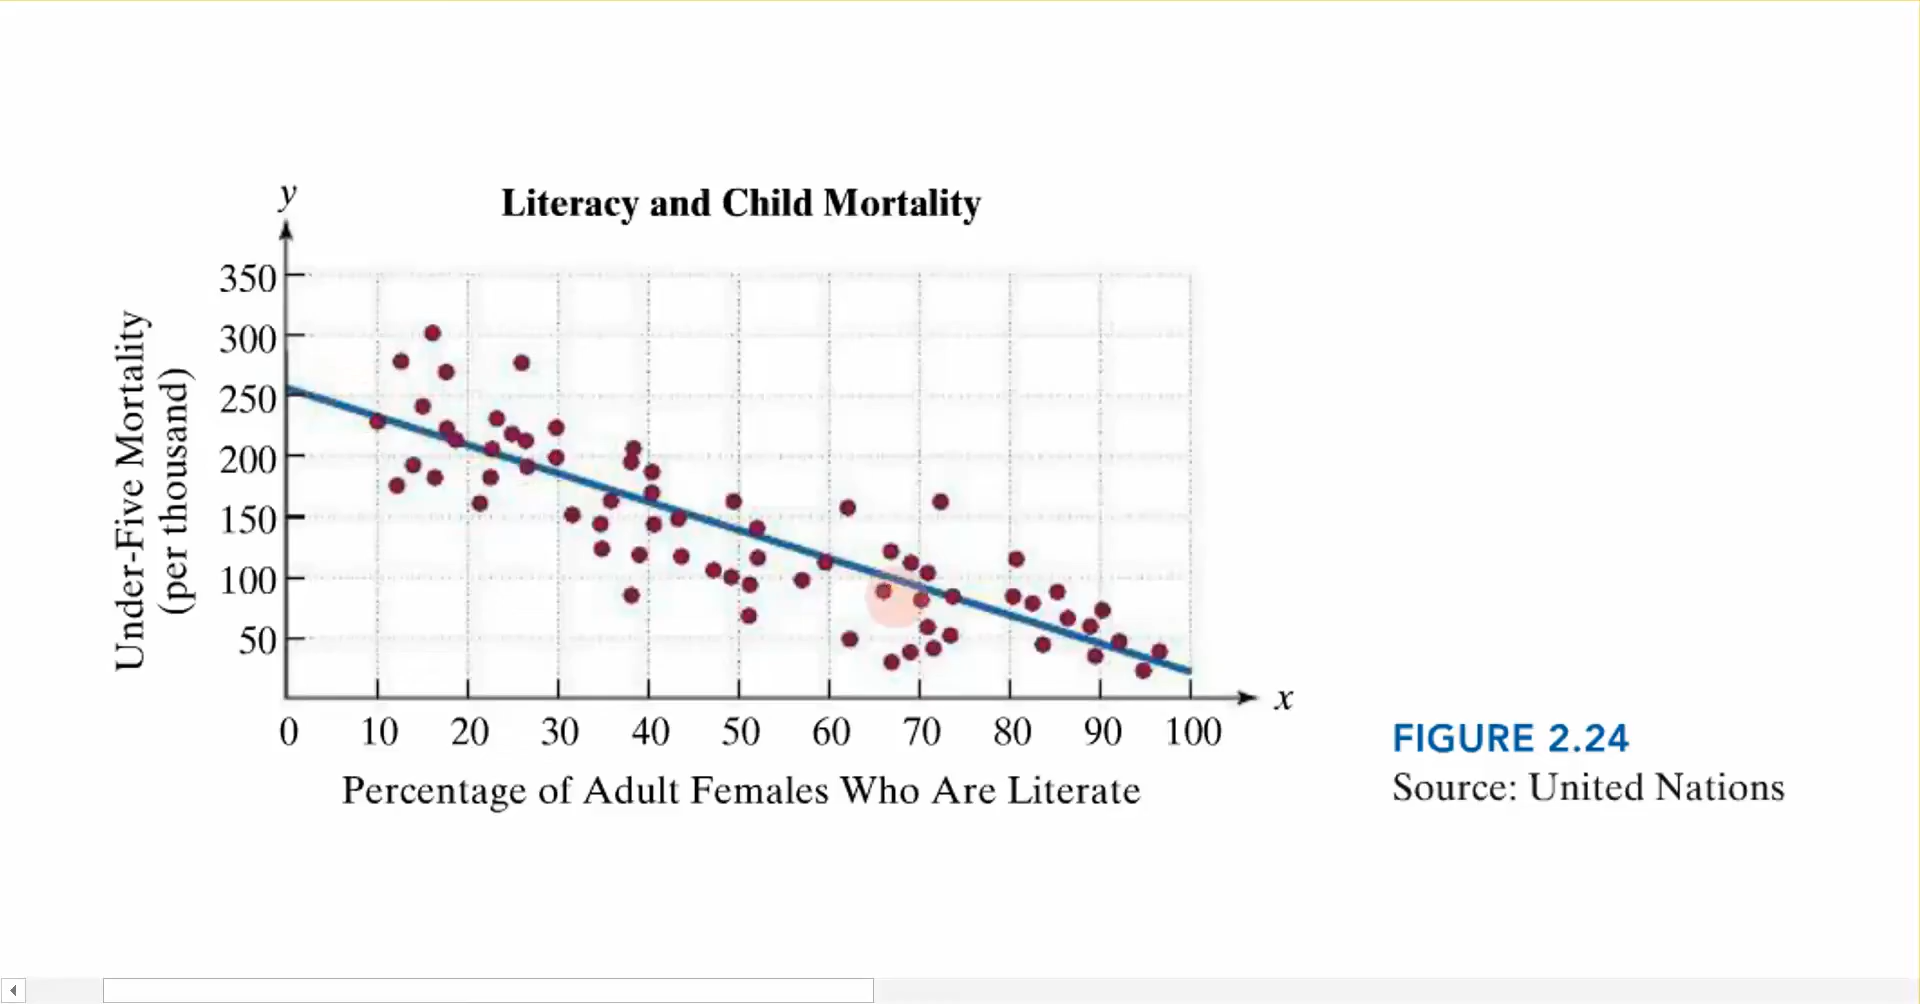 Literacy and Child Mortality
y
350
300
250
200
150
100
50
Under-Five Mortality
(per thousand)
0 10 20 30 40 50 60 70 80 90 100
x
Percentage of Adult Females Who Are Literate
FIGURE 2.24
Source: United Nations